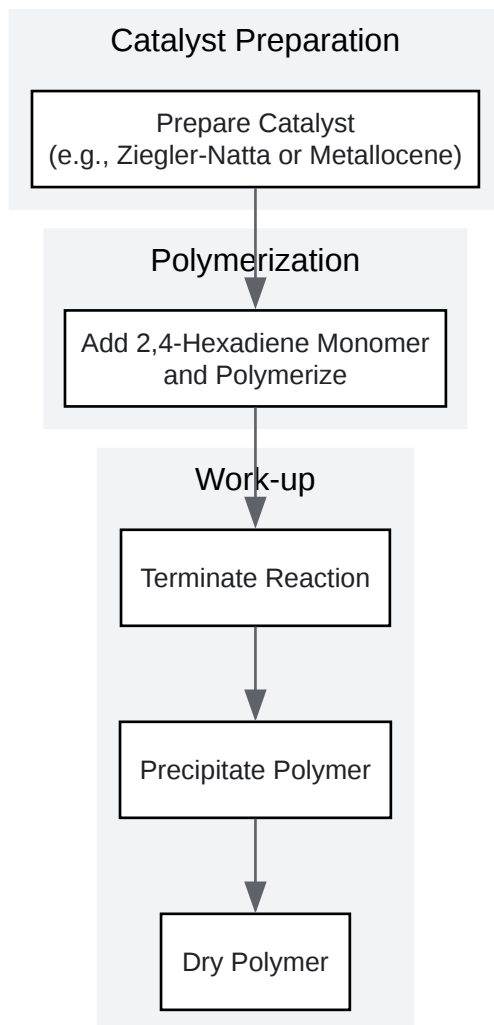 Catalyst Preparation
Prepare Catalyst
(e.g., Ziegler-Natta or Metallocene)
Polymerization
Add 2,4-Hexadiene Monomer
and Polymerize
Work-up
Terminate Reaction
Precipitate Polymer
Dry Polymer